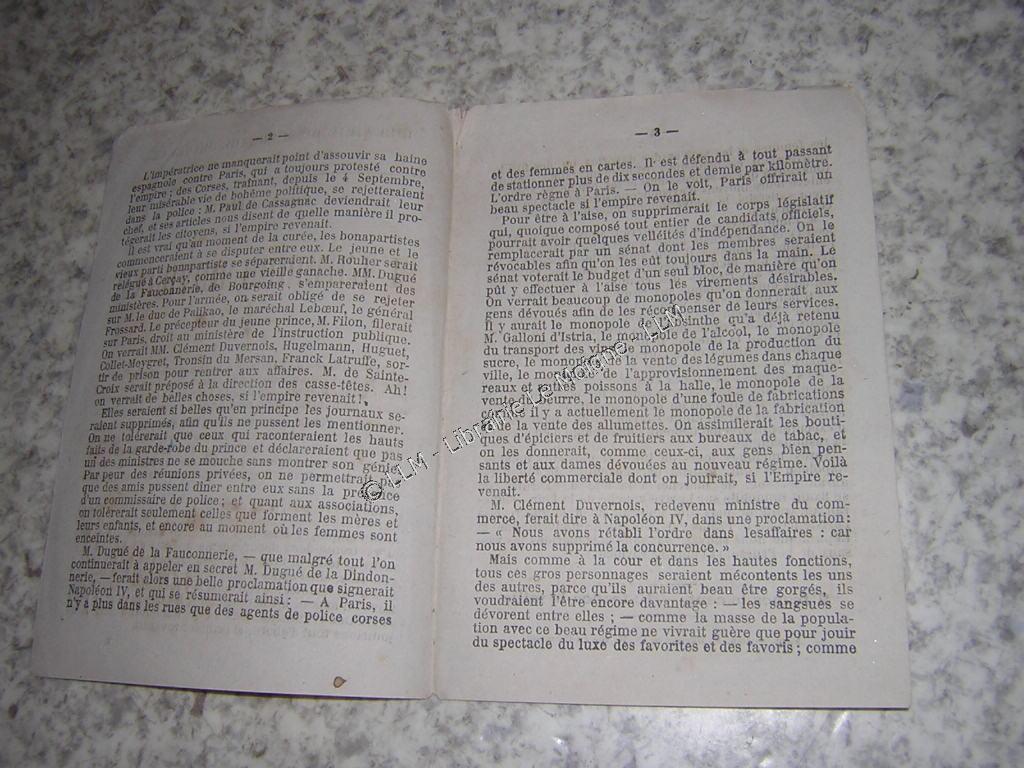 — 2 —
L'impératrice ne manquerait point d'assouvir sa haine
espagnole contre Paris, qui a toujours protesté contre
l'empire ; des Corses, traînant, depuis le 4 Septembre,
leur misérable vie de bohême politique, se rejetteraient
dans la police : M. Paul de Cassagnac deviendrait leur
chef, et ses articles nous disent de quelle manière il pro-
tégerait les citoyens, si l'empire revenait.
Il est vrai qu'au moment de la curée, les bonapartistes
commenceraient à se disputer entre eux. Le jeune et le
vieux parti bonapartiste se sépareraient. M. Rouher serait
relégué à Cerçay, comme une vieille ganache. MM. Dugué
de la Fauconnerie, de Bourgoing, s'empareraient des
ministères. Pour l'armée, on serait obligé de se rejeter
sur M. le duc de Palikao, le maréchal Lebœuf, le général
Frossard. Le précepteur du jeune prince, M. Filon, filerait
sur Paris, droit au ministère de l'instruction publique.
On verrait MM. Clément Duvernois, Hugelmann, Huguet,
Collet-Meygret, Tronsin du Mersan, Franck Latruffe, sor-
tir de prison pour rentrer aux affaires. M. de Sainte-
Croix serait préposé à la direction des casse-têtes. Ah!
on verrait de belles choses, si l'empire revenait!
Elles seraient si belles qu'en principe les journaux se-
raient supprimés, afin qu'ils ne pussent les mentionner.
On ne tolérerait que ceux qui raconteraient les hauts
faits de la garde-robe du prince et déclareraient que pas
un des ministres ne se mouche sans montrer son génie.
Par peur des réunions privées, on ne permettrait pas
que des amis pussent dîner entre eux sans la présence
d'un commissaire de police; et quant aux associations,
on tolérerait seulement celles que forment les mères et
leurs enfants, et encore au moment où les femmes sont
enceintes.
M. Dugué de la Fauconnerie, — que malgré tout l'on
continuerait à appeler en secret M. Dugué de la Dindon-
nerie, — ferait alors une belle proclamation que signerait
Napoléon IV, et qui se résumerait ainsi: — A Paris, il
n'y a plus dans les rues que des agents de police corses
— 3 —
et des femmes en cartes. Il est défendu à tout passant
de stationner plus de dix secondes et demie par kilomètre.
L'ordre règne à Paris. — On le voit, Paris offrirait un
beau spectacle si l'empire revenait.
Pour être à l'aise, on supprimerait le corps législatif
qui, quoique composé tout entier de candidats officiels,
pourrait avoir quelques velléités d'indépendance. On le
remplacerait par un sénat dont les membres seraient
révocables afin qu'on les eût toujours dans la main. Le
sénat voterait le budget d'un seul bloc, de manière qu'on
pût y effectuer à l'aise tous les virements désirables.
On verrait beaucoup de monopoles qu'on donnerait aux
gens dévoués afin de les récompenser de leurs services.
Il y aurait le monopole de l'absinthe qu'a déjà retenu
M. Galloni d'Istria, le monopole de l'alcool, le monopole
du transport des vins, le monopole de la production du
sucre, le monopole de la vente des légumes dans chaque
ville, le monopole de l'approvisionnement des maque-
reaux et autres poissons à la halle, le monopole de la
vente du beurre, le monopole d'une foule de fabrications
comme il y a actuellement le monopole de la fabrication
de la vente des allumettes. On assimilerait les bouti-
ques d'épiciers et de fruitiers aux bureaux de tabac, et
on les donnerait, comme ceux-ci, aux gens bien pen-
sants et aux dames dévouées au nouveau régime. Voilà
la liberté commerciale dont on jouirait, si l'Empire re-
venait.
M. Clément Duvernois, redevenu ministre du com-
merce, ferait dire à Napoléon IV, dans une proclamation:
— « Nous avons rétabli l'ordre dans lesaffaires : car
nous avons supprimé la concurrence. »
Mais comme à la cour et dans les hautes fonctions,
tous ces gros personnages seraient mécontents les uns
des autres, parce qu'ils auraient beau être gorgés, ils
voudraient l'être encore davantage : — les sangsues se
dévorent entre elles ; — comme la masse de la popula-
tion avec ce beau régime ne vivrait guère que pour jouir
du spectacle du luxe des favorites et des favoris ; comme
© LLM - Librairie Le Moigne - LLM